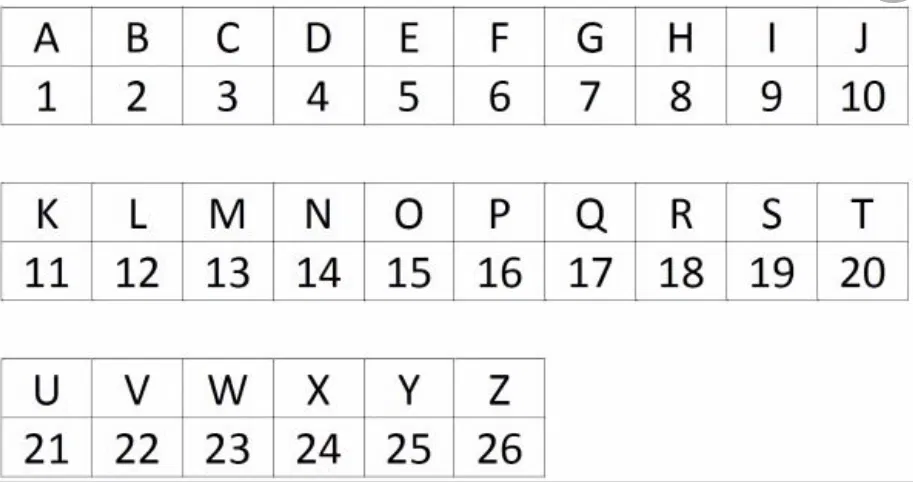 A B C D E F G H I J
1 2 3 4 5 6 7 8 9 10
K L M N O P Q R S T
11 12 13 14 15 16 17 18 19 20
U V W X Y Z
21 22 23 24 25 26